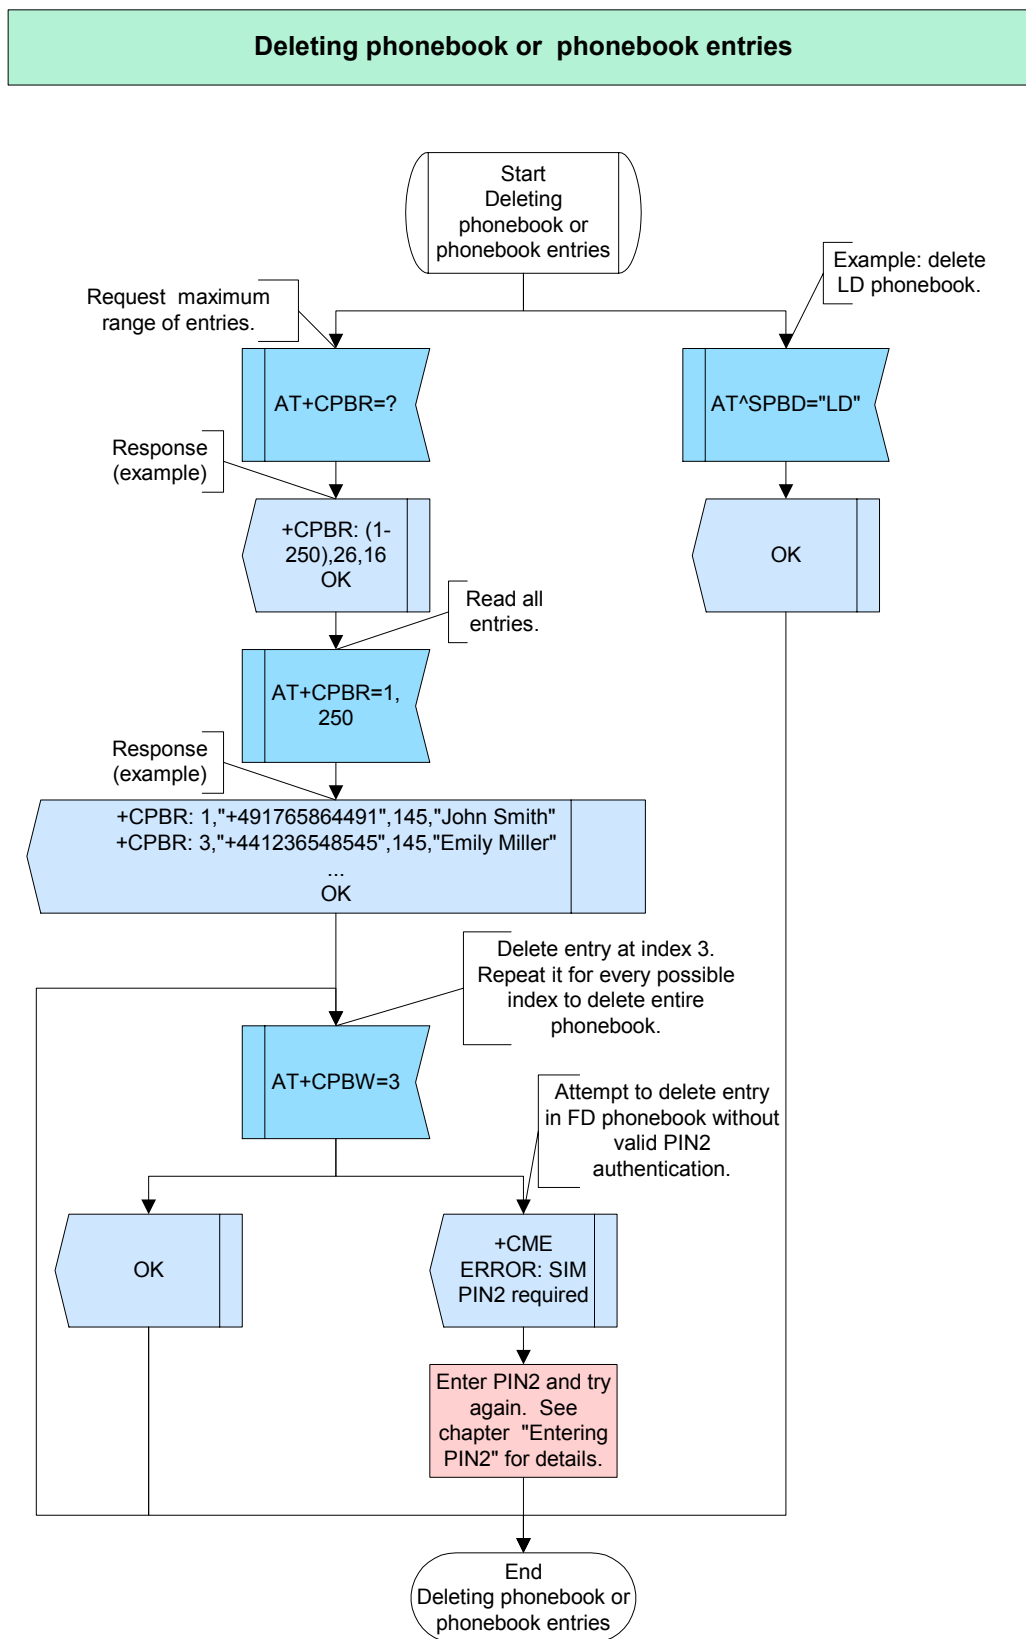 Deleting phonebook or phonebook entries
Start
Deleting
phonebook or
phonebook entries
Request maximum
range of entries.
Example: delete
LD phonebook.
AT+CPBR=?
AT^SPBD="LD"
Response
(example)
+CPBR: (1-
250),26,16
OK
OK
Read all
entries.
AT+CPBR=1,
250
Response
(example)
+CPBR: 1,"+491765864491",145,"John Smith"
+CPBR: 3,"+441236548545",145,"Emily Miller"
...
OK
Delete entry at index 3.
Repeat it for every possible
index to delete entire
phonebook.
AT+CPBW=3
Attempt to delete entry
in FD phonebook without
valid PIN2
authentication.
OK
+CME
ERROR: SIM
PIN2 required
Enter PIN2 and try
again. See
chapter "Entering
PIN2" for details.
End
Deleting phonebook or
phonebook entries